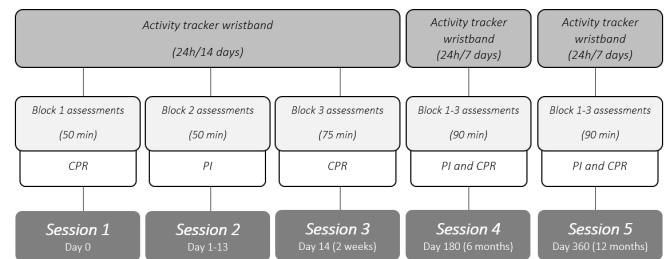 Activity tracker wristband
(24h/14 days)
Activity tracker
wristband
(24h/7 days)
Activity tracker
wristband
(24h/7 days)
Block 1 assessments
(50 min)
Block 2 assessments
(50 min)
Block 3 assessments
(75 min)
Block 1-3 assessments
(90 min)
Block 1-3 assessments
(90 min)
CPR
PI
CPR
PI and CPR
PI and CPR
Session 1
Day 0
Session 2
Day 1-13
Session 3
Day 14 (2 weeks)
Session 4
Day 180 (6 months)
Session 5
Day 360 (12 months)